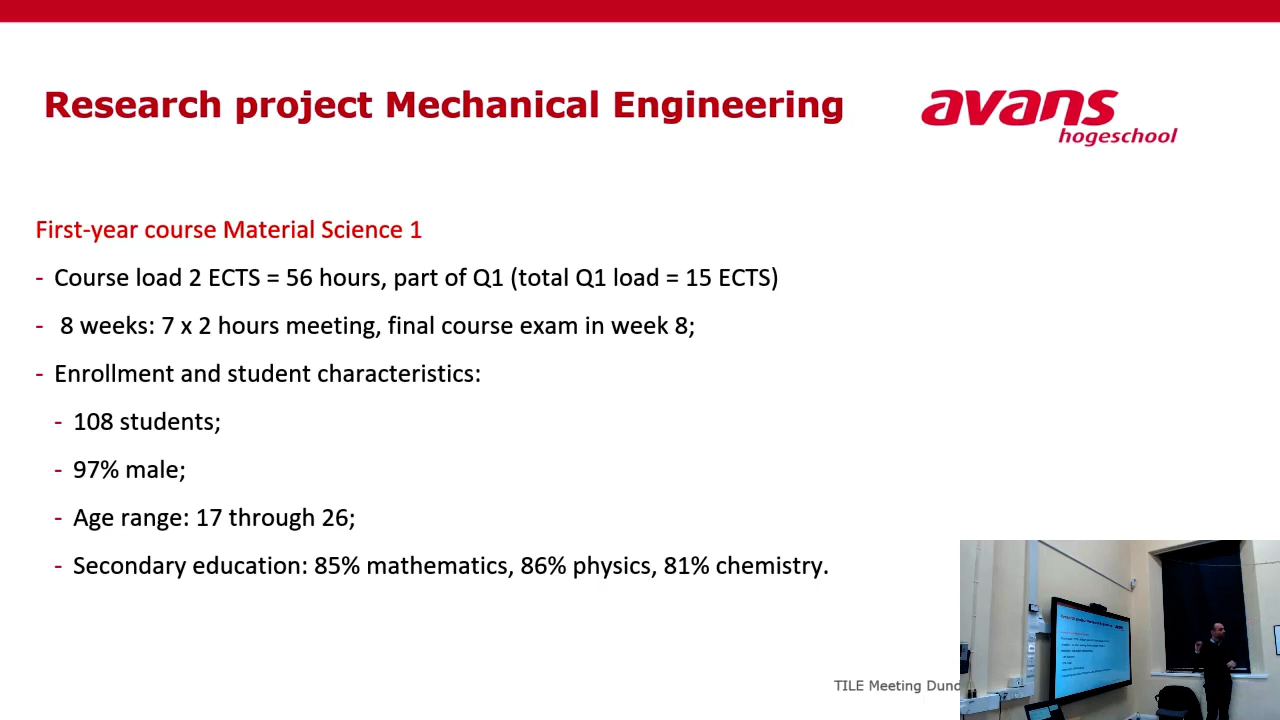 Research project Mechanical Engineering
avans
hogeschool
First-year course Material Science 1
- Course load 2 ECTS = 56 hours, part of Q1 (total Q1 load = 15 ECTS)
- 8 weeks: 7 x 2 hours meeting, final course exam in week 8;
- Enrollment and student characteristics:
- 108 students;
- 97% male;
- Age range: 17 through 26;
- Secondary education: 85% mathematics, 86% physics, 81% chemistry.
TILE Meeting